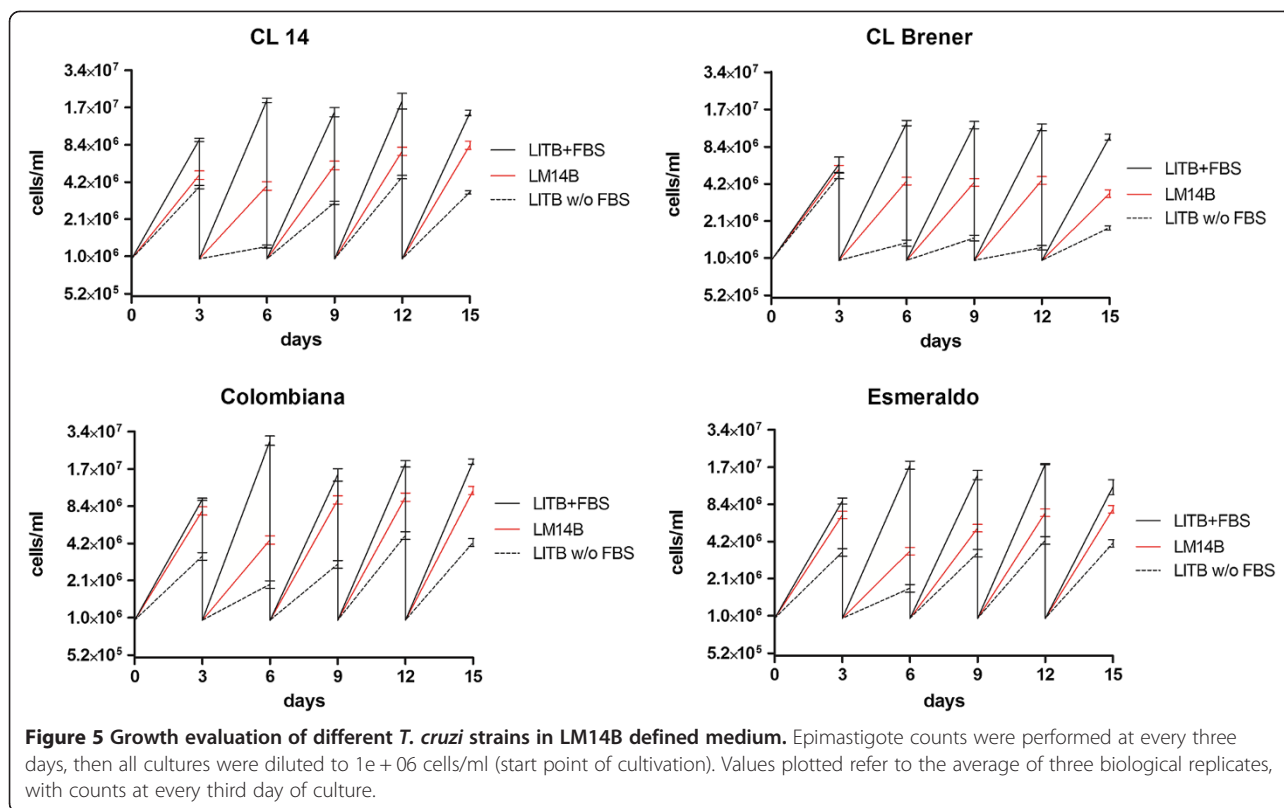 CL 14
3.4×10⁷
1.7×10⁷
8.4×10⁶
4.2×10⁶
2.1×10⁶
1.0×10⁶
5.2×10⁵
cells/ml
0 3 6 9 12 15
days
LITB+FBS
LM14B
LITB w/o FBS
CL Brener
3.4×10⁷
1.7×10⁷
8.4×10⁶
4.2×10⁶
2.1×10⁶
1.0×10⁶
5.2×10⁵
cells/ml
0 3 6 9 12 15
days
LITB+FBS
LM14B
LITB w/o FBS
Colombiana
3.4×10⁷
1.7×10⁷
8.4×10⁶
4.2×10⁶
2.1×10⁶
1.0×10⁶
5.2×10⁵
cells/ml
0 3 6 9 12 15
days
LITB+FBS
LM14B
LITB w/o FBS
Esmeraldo
3.4×10⁷
1.7×10⁷
8.4×10⁶
4.2×10⁶
2.1×10⁶
1.0×10⁶
5.2×10⁵
cells/ml
0 3 6 9 12 15
days
LITB+FBS
LM14B
LITB w/o FBS
Figure 5 Growth evaluation of different T. cruzi strains in LM14B defined medium. Epimastigote counts were performed at every three
days, then all cultures were diluted to 1e + 06 cells/ml (start point of cultivation). Values plotted refer to the average of three biological replicates,
with counts at every third day of culture.